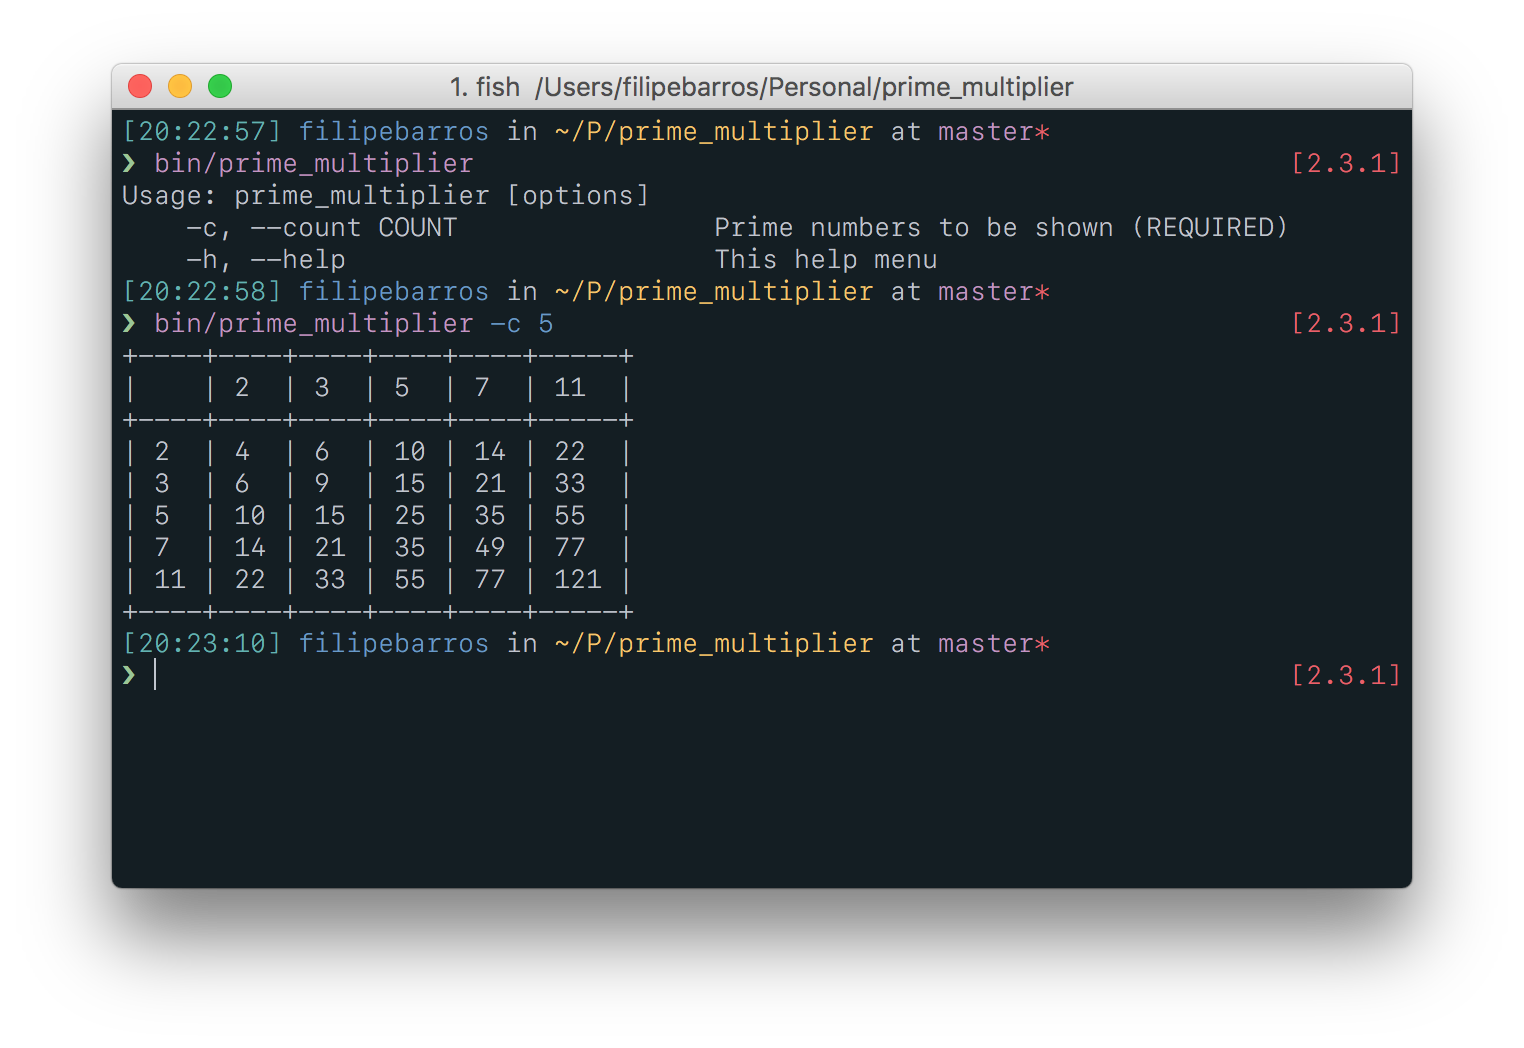 1. fish  /Users/filipebarros/Personal/prime_multiplier
[20:22:57] filipebarros in ~/P/prime_multiplier at master*
❯ bin/prime_multiplier [2.3.1]
Usage: prime_multiplier [options]
    -c, --count COUNT                Prime numbers to be shown (REQUIRED)
    -h, --help                       This help menu
[20:22:58] filipebarros in ~/P/prime_multiplier at master*
❯ bin/prime_multiplier -c 5 [2.3.1]
+----+----+----+----+----+-----+
|    | 2  | 3  | 5  | 7  | 11  |
+----+----+----+----+----+-----+
| 2  | 4  | 6  | 10 | 14 | 22  |
| 3  | 6  | 9  | 15 | 21 | 33  |
| 5  | 10 | 15 | 25 | 35 | 55  |
| 7  | 14 | 21 | 35 | 49 | 77  |
| 11 | 22 | 33 | 55 | 77 | 121 |
+----+----+----+----+----+-----+
[20:23:10] filipebarros in ~/P/prime_multiplier at master*
❯ [2.3.1]